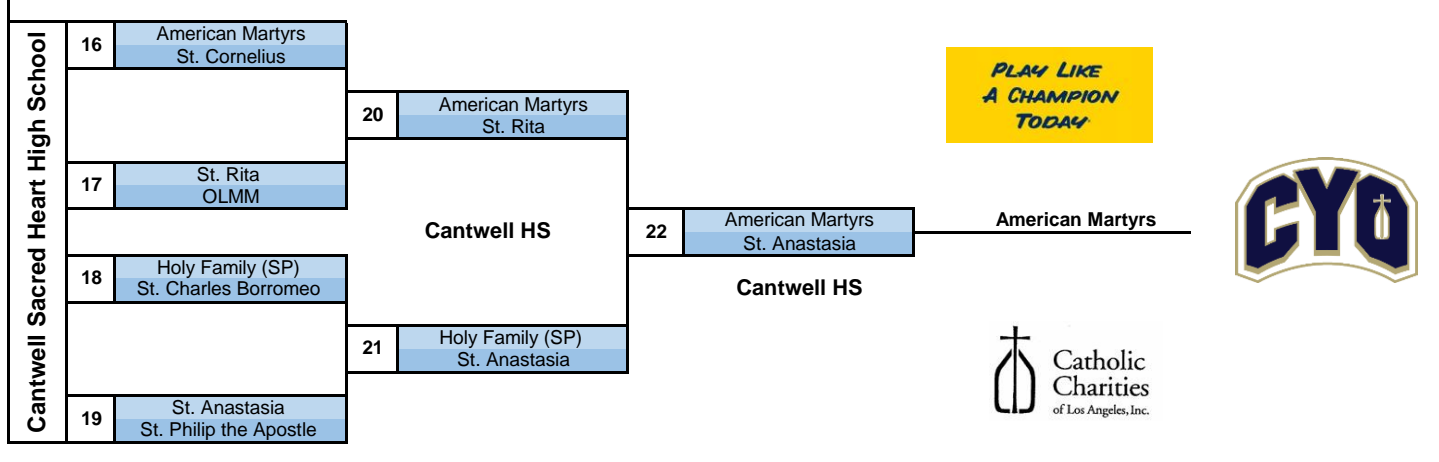 Cantwell Sacred Heart High School
16
American Martyrs
St. Cornelius
17
St. Rita
OLMM
18
Holy Family (SP)
St. Charles Borromeo
19
St. Anastasia
St. Philip the Apostle
20
American Martyrs
St. Rita
Cantwell HS
21
Holy Family (SP)
St. Anastasia
22
American Martyrs
St. Anastasia
Cantwell HS
American Martyrs
PLAY LIKE
A CHAMPION
TODAY
CYO
Catholic
Charities
of Los Angeles, Inc.